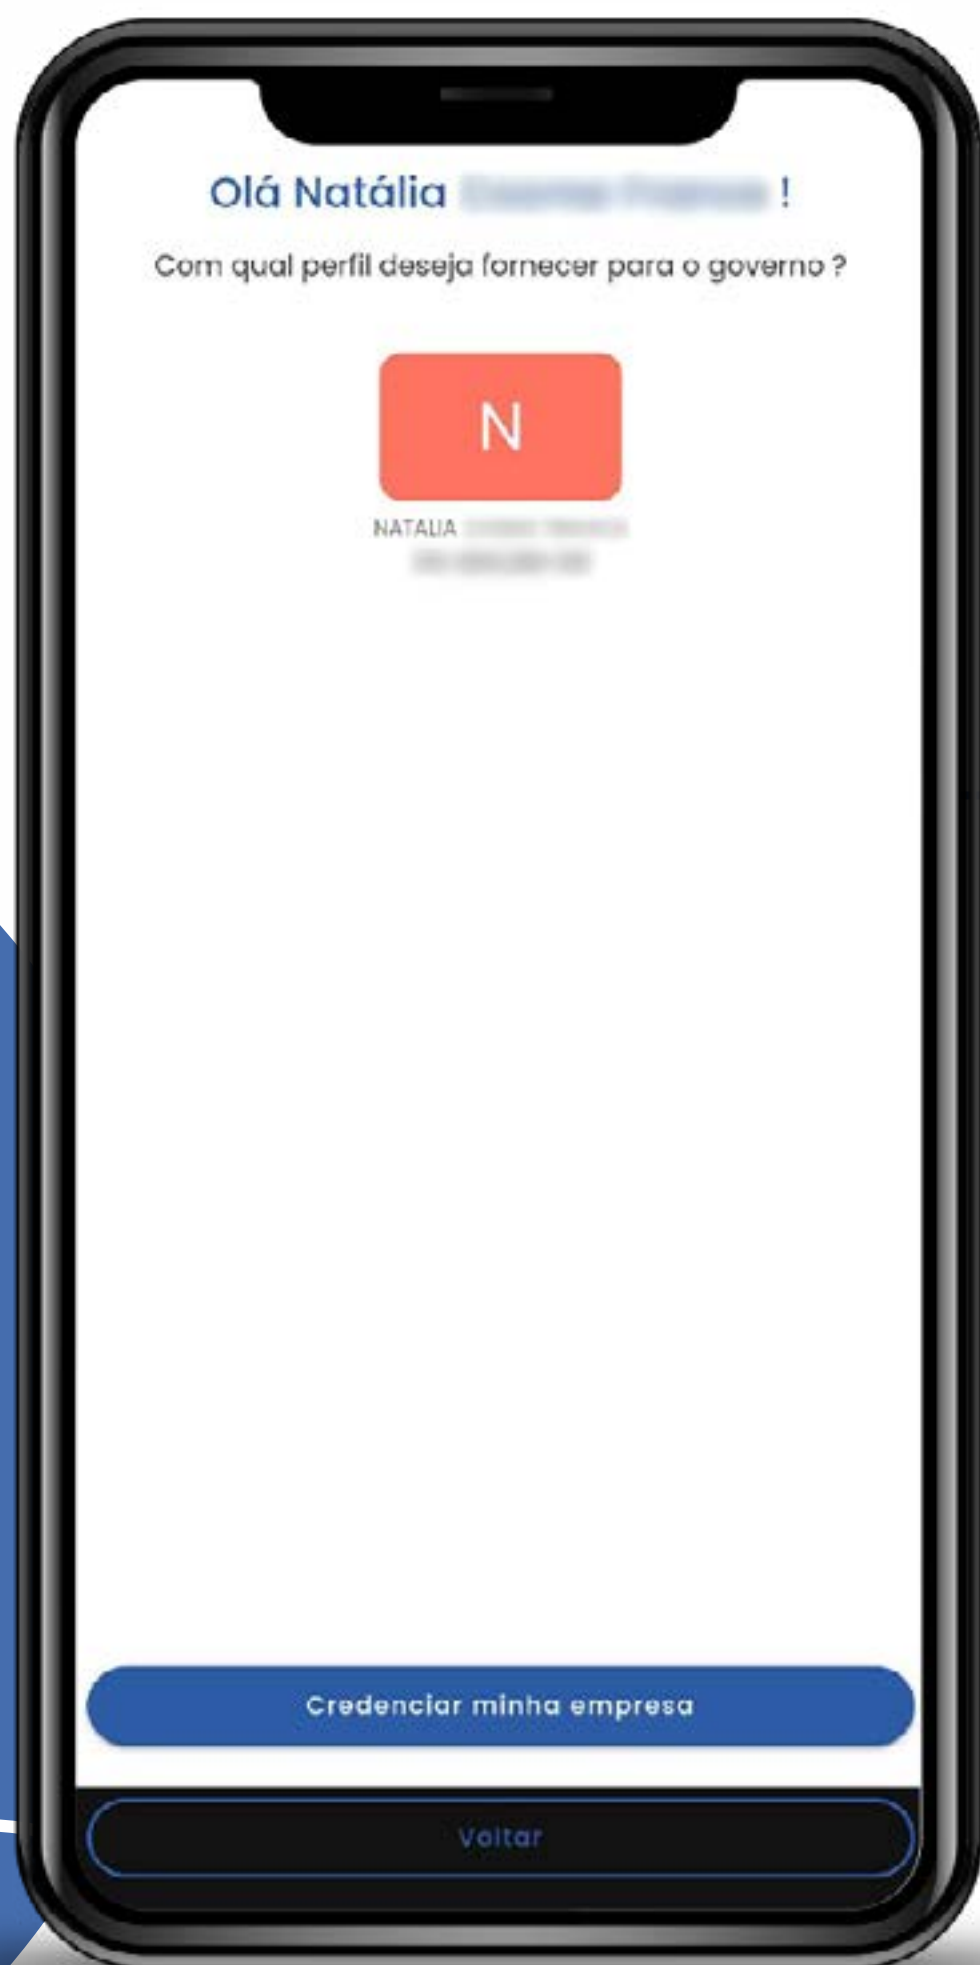 Olá Natália !
Com qual perfil deseja fornecer para o governo ?
N
NATALIA
Credenciar minha empresa
Voltar